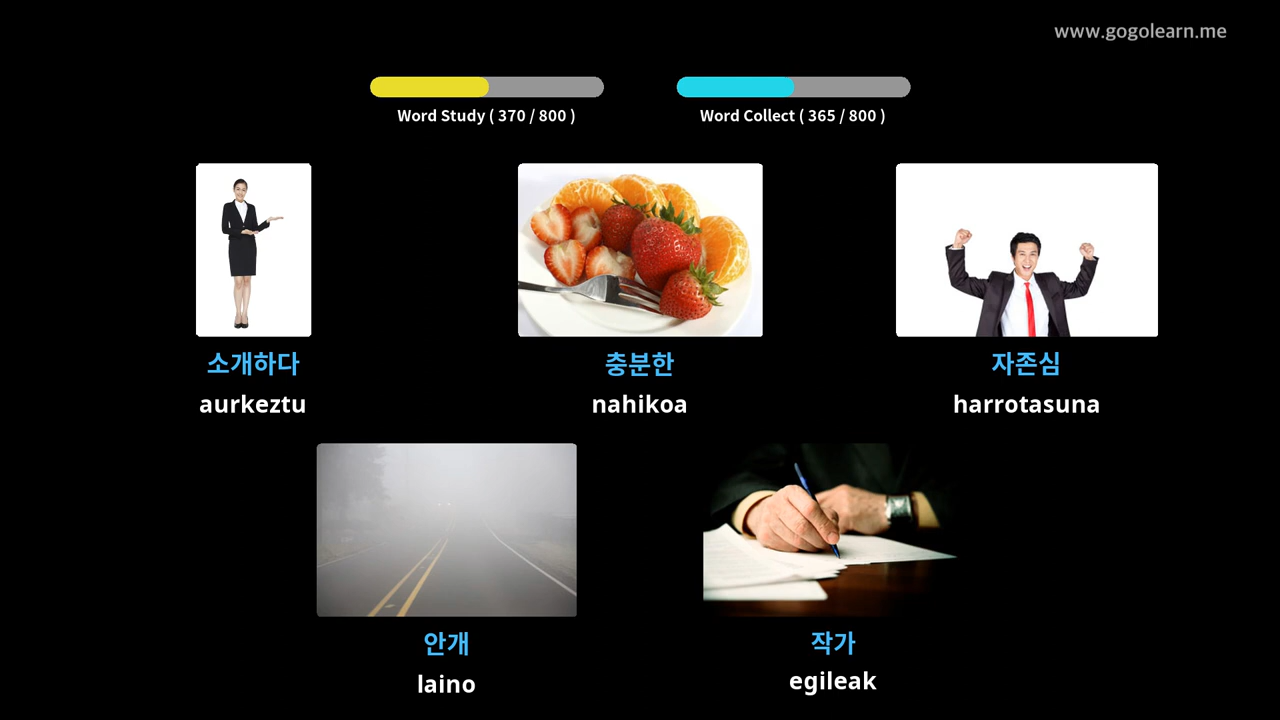 www.gogolearn.me
Word Study ( 370 / 800 )
Word Collect ( 365 / 800 )
소개하다
aurkeztu
충분한
nahikoa
자존심
harrotasuna
안개
laino
작가
egileak